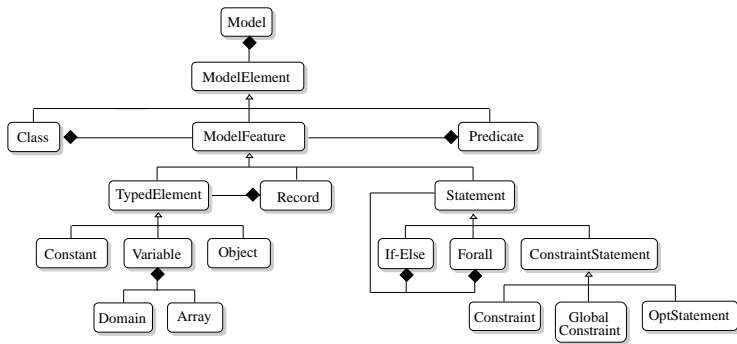 Model
ModelElement
Class
ModelFeature
Predicate
TypedElement
Record
Statement
Constant
Variable
Object
If-Else
Forall
ConstraintStatement
Domain
Array
Constraint
Global
Constraint
OptStatement